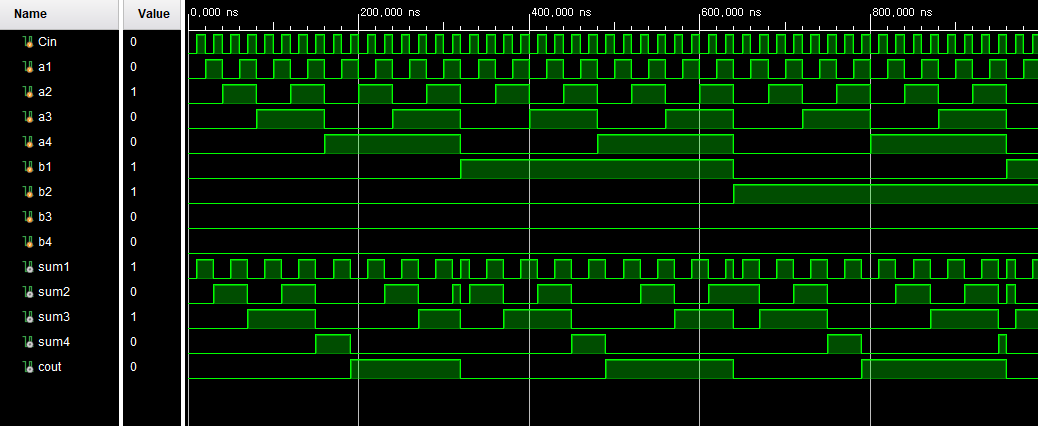 Name Value 0,000 ns 200,000 ns 400,000 ns 600,000 ns 800,000 ns
Cin 0
a1 0
a2 1
a3 0
a4 0
b1 1
b2 1
b3 0
b4 0
sum1 1
sum2 0
sum3 1
sum4 0
cout 0